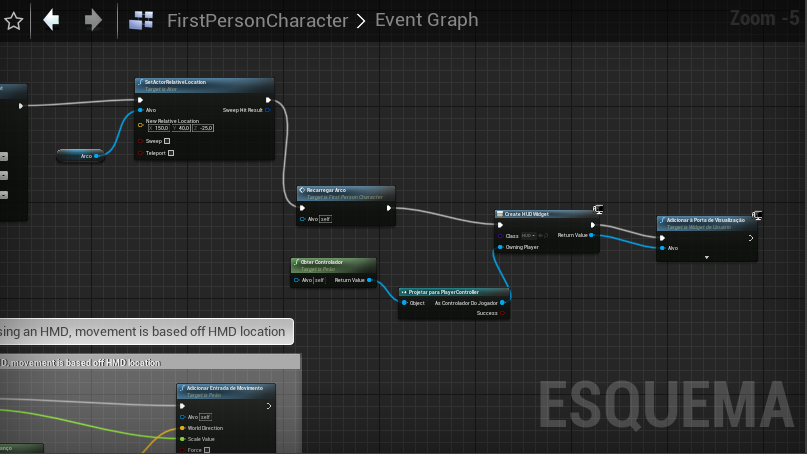 FirstPersonCharacter > Event Graph
Zoom -5
SetActorRelativeLocation
Target is Ator
Alvo
Sweep Hit Result
New Relative Location
X 150,0 Y 40,0 Z -25,0
Sweep
Teleport
Arco
Recarregar Arco
Target is First Person Character
Alvo self
Create HUD Widget
Class HUD
Return Value
Owning Player
Adicionar à Porta de Visualização
Target is Widget de Usuário
Alvo
Obter Controlador
Target is Peão
Alvo self
Return Value
Projetar para PlayerController
Object
As Controlador Do Jogador
Success
sing an HMD, movement is based off HMD location
D, movement is based off HMD location
Adicionar Entrada de Movimento
Target is Peão
Alvo self
World Direction
Scale Value
Force
ESQUEMA